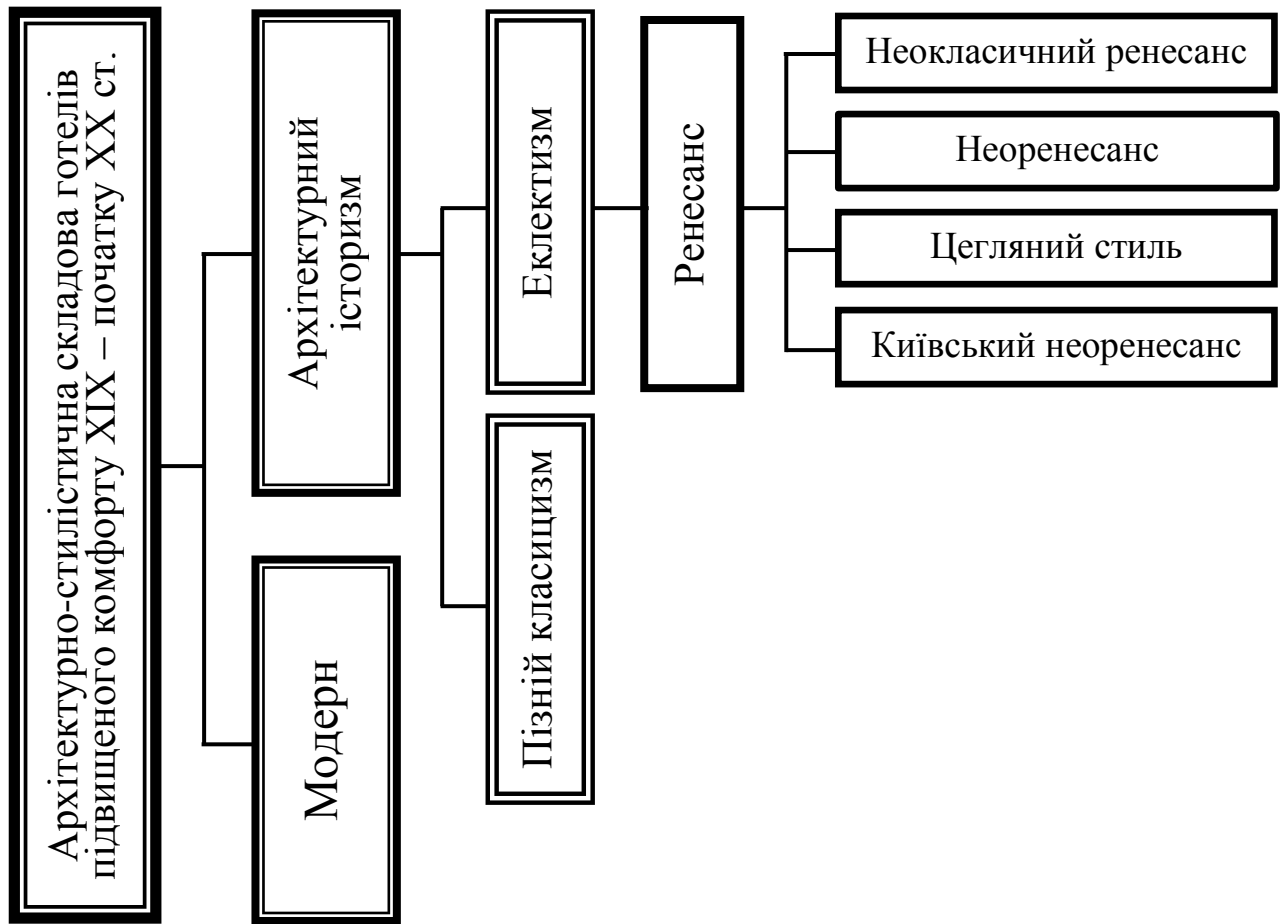 Архітектурно-стилістична складова готелів
підвищеного комфорту XIX – початку XX ст.
Архітектурний
історизм
Модерн
Еклектизм
Пізній класицизм
Ренесанс
Неокласичний ренесанс
Неоренесанс
Цегляний стиль
Київський неоренесанс